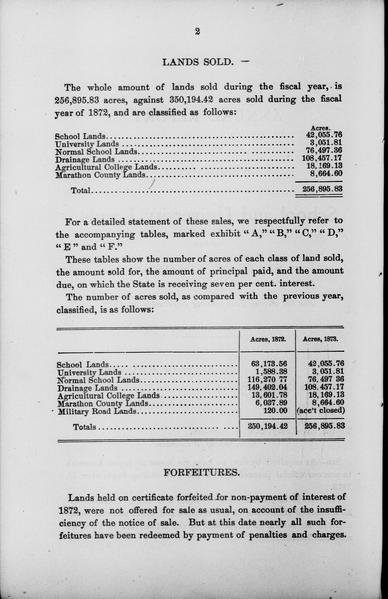 2
LANDS SOLD. —
The whole amount of lands sold during the fiscal year, is
256,895.83 acres, against 350,194.42 acres sold during the fiscal
year of 1872, and are classified as follows:
Acres.
School Lands........................................ 42,055.76
University Lands ........................................ 3,051.81
Normal School Lands........................................ 76,497.36
Drainage Lands ........................................ 108,457.17
Agricultural College Lands........................................ 18,169.13
Marathon County Lands........................................ 8,664.60
Total........................................ 256,895.83
For a detailed statement of these sales, we respectfully refer to
the accompanying tables, marked exhibit “A,” “B,” “C,” “D,”
“E” and “F.”
These tables show the number of acres of each class of land sold,
the amount sold for, the amount of principal paid, and the amount
due, on which the State is receiving seven per cent. interest.
The number of acres sold, as compared with the previous year,
classified, is as follows:
Acres, 1872. Acres, 1873.
School Lands.................... 63,173.56 42,055.76
University Lands .................... 1,588.38 3,051.81
Normal School Lands.................... 116,270 77 76,497 36
Drainage Lands .................... 149,402.04 108.457.17
Agricultural College Lands .................... 13,601.78 18,169.13
Marathon County Lands.................... 6,037.89 8,664.60
Military Road Lands.................... 120.00 (acc't closed)
Totals .................... 350,194.42 256,895.83
FORFEITURES.
Lands held on certificate forfeited for non-payment of interest of
1872, were not offered for sale as usual, on account of the insuffi-
ciency of the notice of sale. But at this date nearly all such for-
feitures have been redeemed by payment of penalties and charges.